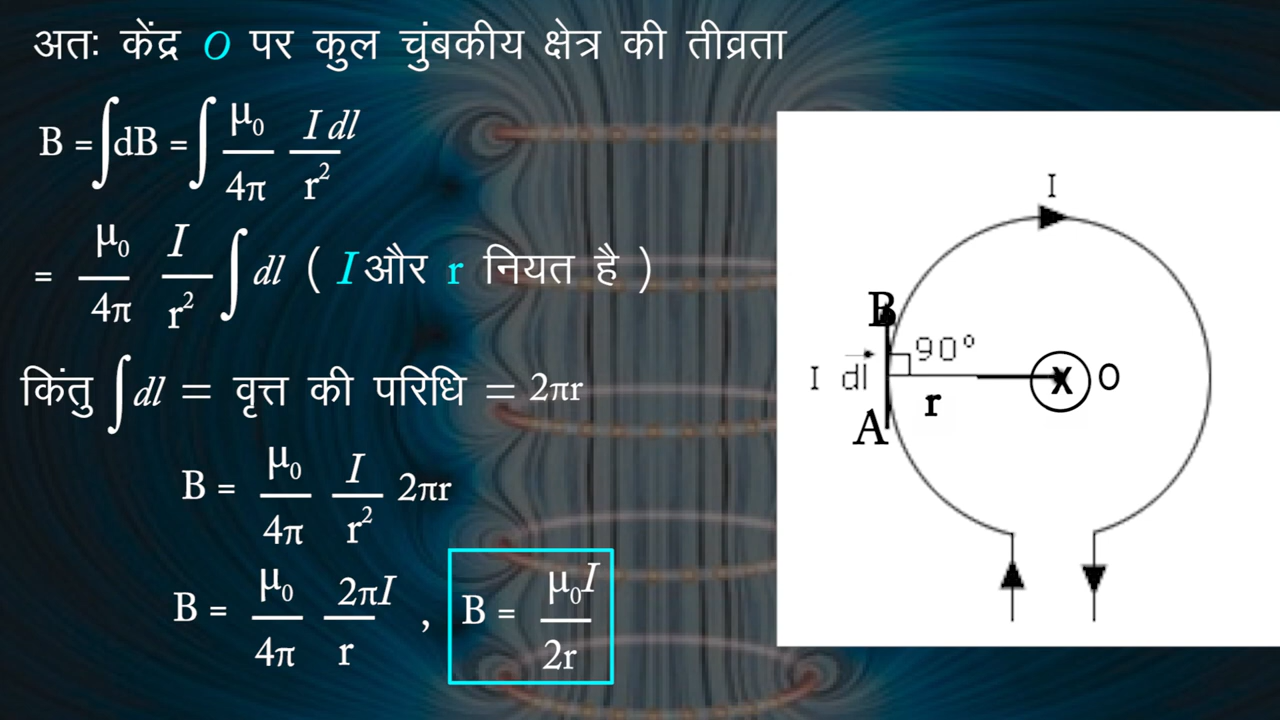 अतः केंद्र O पर कुल चुंबकीय क्षेत्र की तीव्रता
B = ∫dB = ∫ μ₀/4π I dl/r²
= μ₀/4π I/r² ∫ dl ( I और r नियत है )
किंतु ∫ dl = वृत्त की परिधि = 2πr
B = μ₀/4π I/r² 2πr
B = μ₀/4π 2πI/r , B = μ₀I/2r
I
B
90°
I dl⃗
X O
r
A